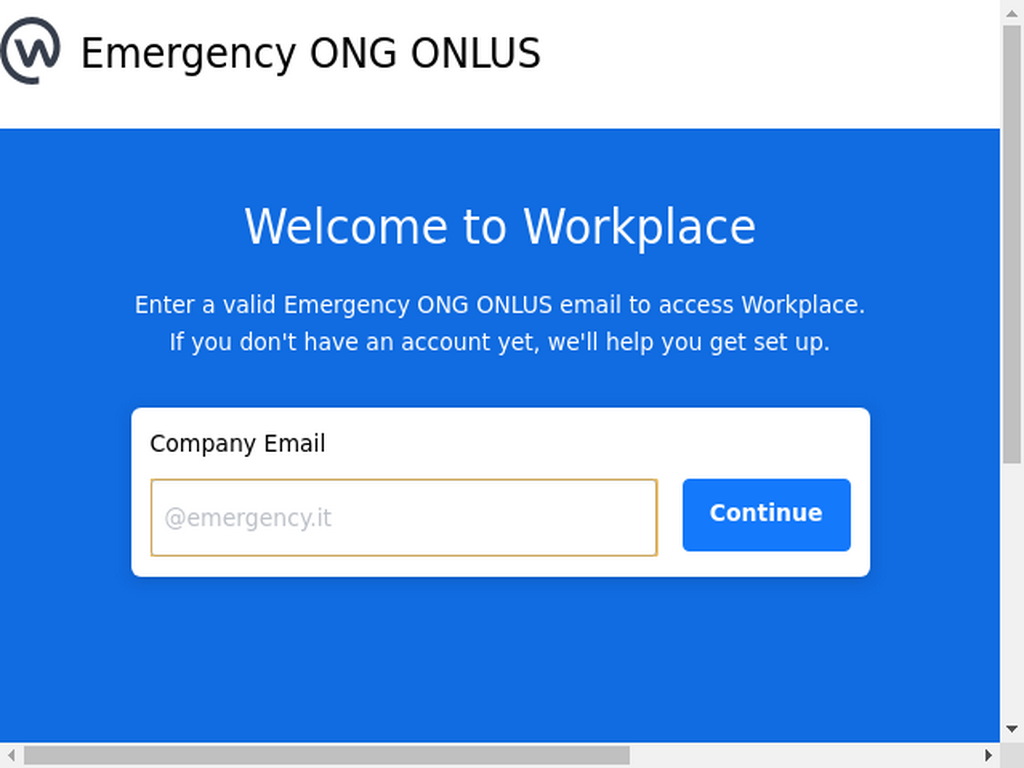 Emergency ONG ONLUS
Welcome to Workplace
Enter a valid Emergency ONG ONLUS email to access Workplace.
If you don't have an account yet, we'll help you get set up.
Company Email
@emergency.it
Continue